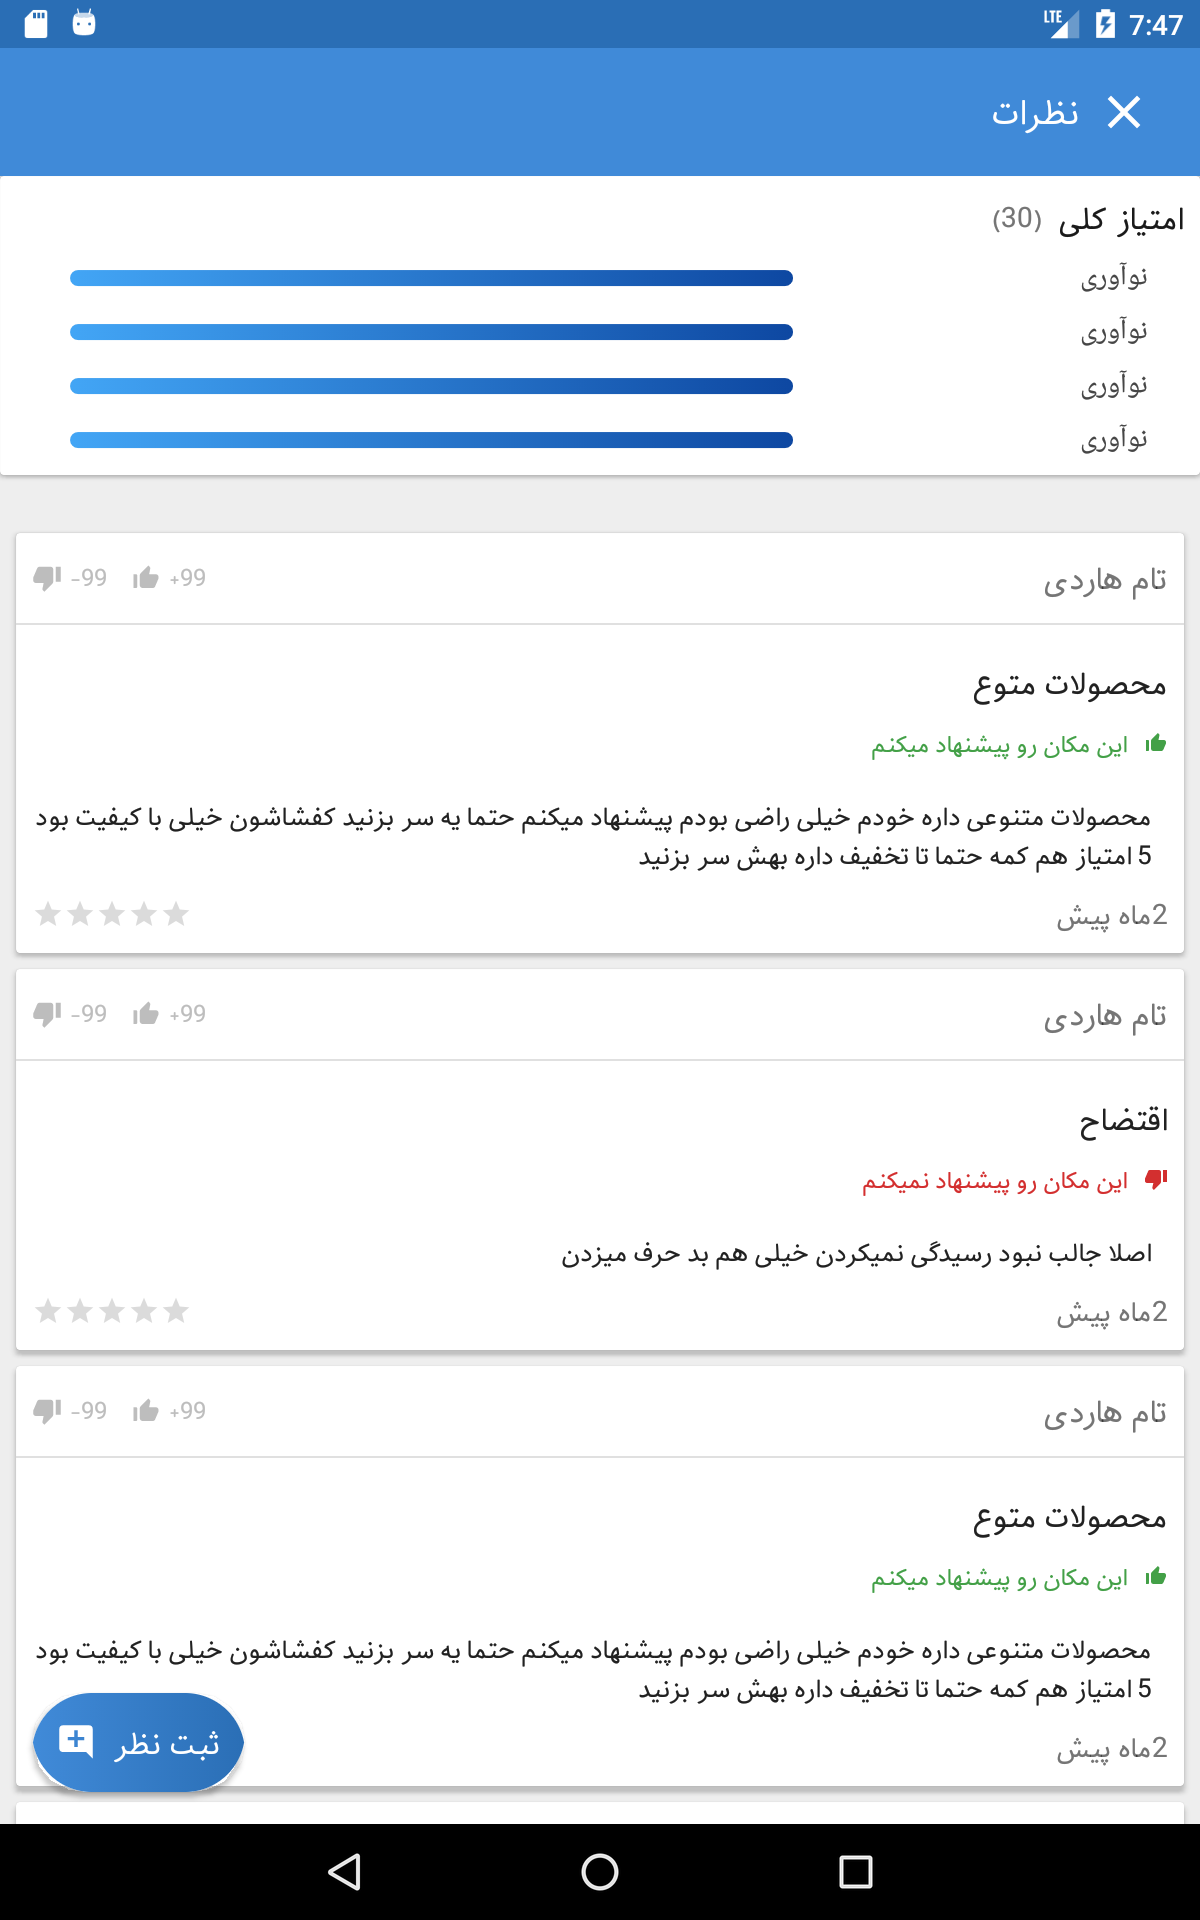 LTE 7:47
نظرات
امتیاز کلی (30)
نوآوری
نوآوری
نوآوری
نوآوری
تام هاردی
+99 -99
محصولات متوع
این مکان رو پیشنهاد میکنم
محصولات متنوعی داره خودم خیلی راضی بودم پیشنهاد میکنم حتما یه سر بزنید کفشاشون خیلی با کیفیت بود
5 امتیاز هم کمه حتما تا تخفیف داره بهش سر بزنید
2ماه پیش
تام هاردی
+99 -99
اقتضاح
این مکان رو پیشنهاد نمیکنم
اصلا جالب نبود رسیدگی نمیکردن خیلی هم بد حرف میزدن
2ماه پیش
تام هاردی
+99 -99
محصولات متوع
این مکان رو پیشنهاد میکنم
محصولات متنوعی داره خودم خیلی راضی بودم پیشنهاد میکنم حتما یه سر بزنید کفشاشون خیلی با کیفیت بود
5 امتیاز هم کمه حتما تا تخفیف داره بهش سر بزنید
2ماه پیش
ثبت نظر